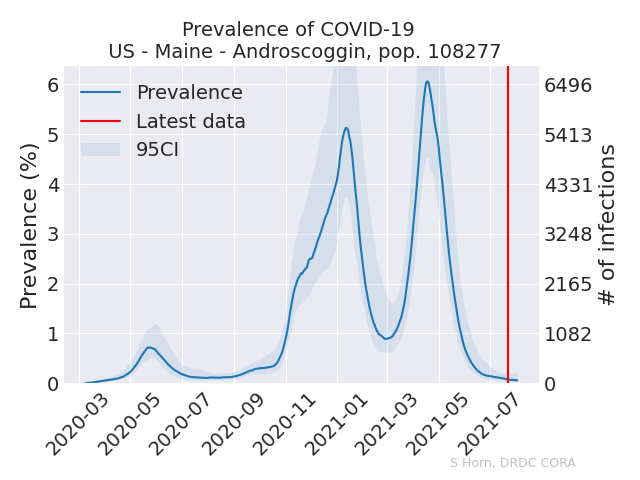 Prevalence of COVID-19
US - Maine - Androscoggin, pop. 108277
Prevalence
Latest data
95CI
Prevalence (%)
6
5
4
3
2
1
0
6496
5413
4331
3248
2165
1082
0
# of infections
2020-03
2020-05
2020-07
2020-09
2020-11
2021-01
2021-03
2021-05
2021-07
S Horn, DRDC CORA